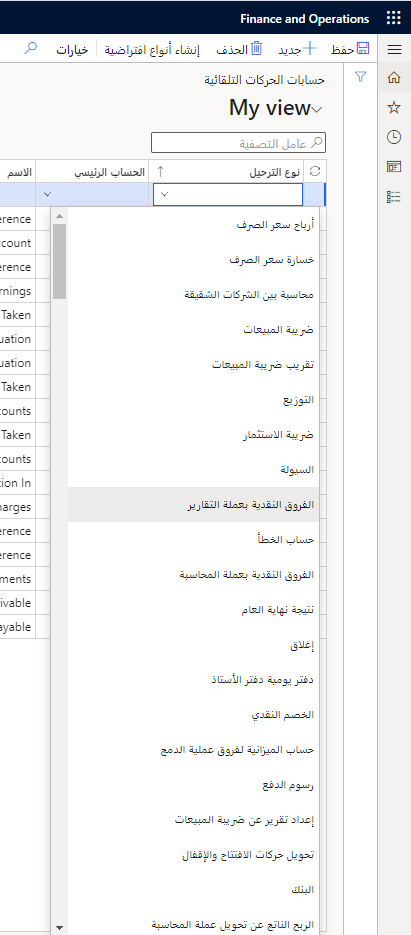 Finance and Operations
حفظ
جديد
الحذف
إنشاء أنواع افتراضية
خيارات
حسابات الحركات التلقائية
My view
عامل التصفية
نوع الترحيل
الحساب الرئيسي
الاسم
erence
ccount
erence
rnings
Taken
uation
uation
Taken
counts
Taken
counts
tion In
harges
erence
erence
ments
ivable
ayable
أرباح سعر الصرف
خسارة سعر الصرف
محاسبة بين الشركات الشقيقة
ضريبة المبيعات
تقريب ضريبة المبيعات
التوزيع
ضريبة الاستثمار
السيولة
الفروق النقدية بعملة التقارير
حساب الخطأ
الفروق النقدية بعملة المحاسبة
نتيجة نهاية العام
إغلاق
دفتر يومية دفتر الأستاذ
الخصم النقدي
حساب الميزانية لفروق عملية الدمج
رسوم الدفع
إعداد تقرير عن ضريبة المبيعات
تحويل حركات الافتتاح والإقفال
البنك
الربح الناتج عن تحويل عملة المحاسبة